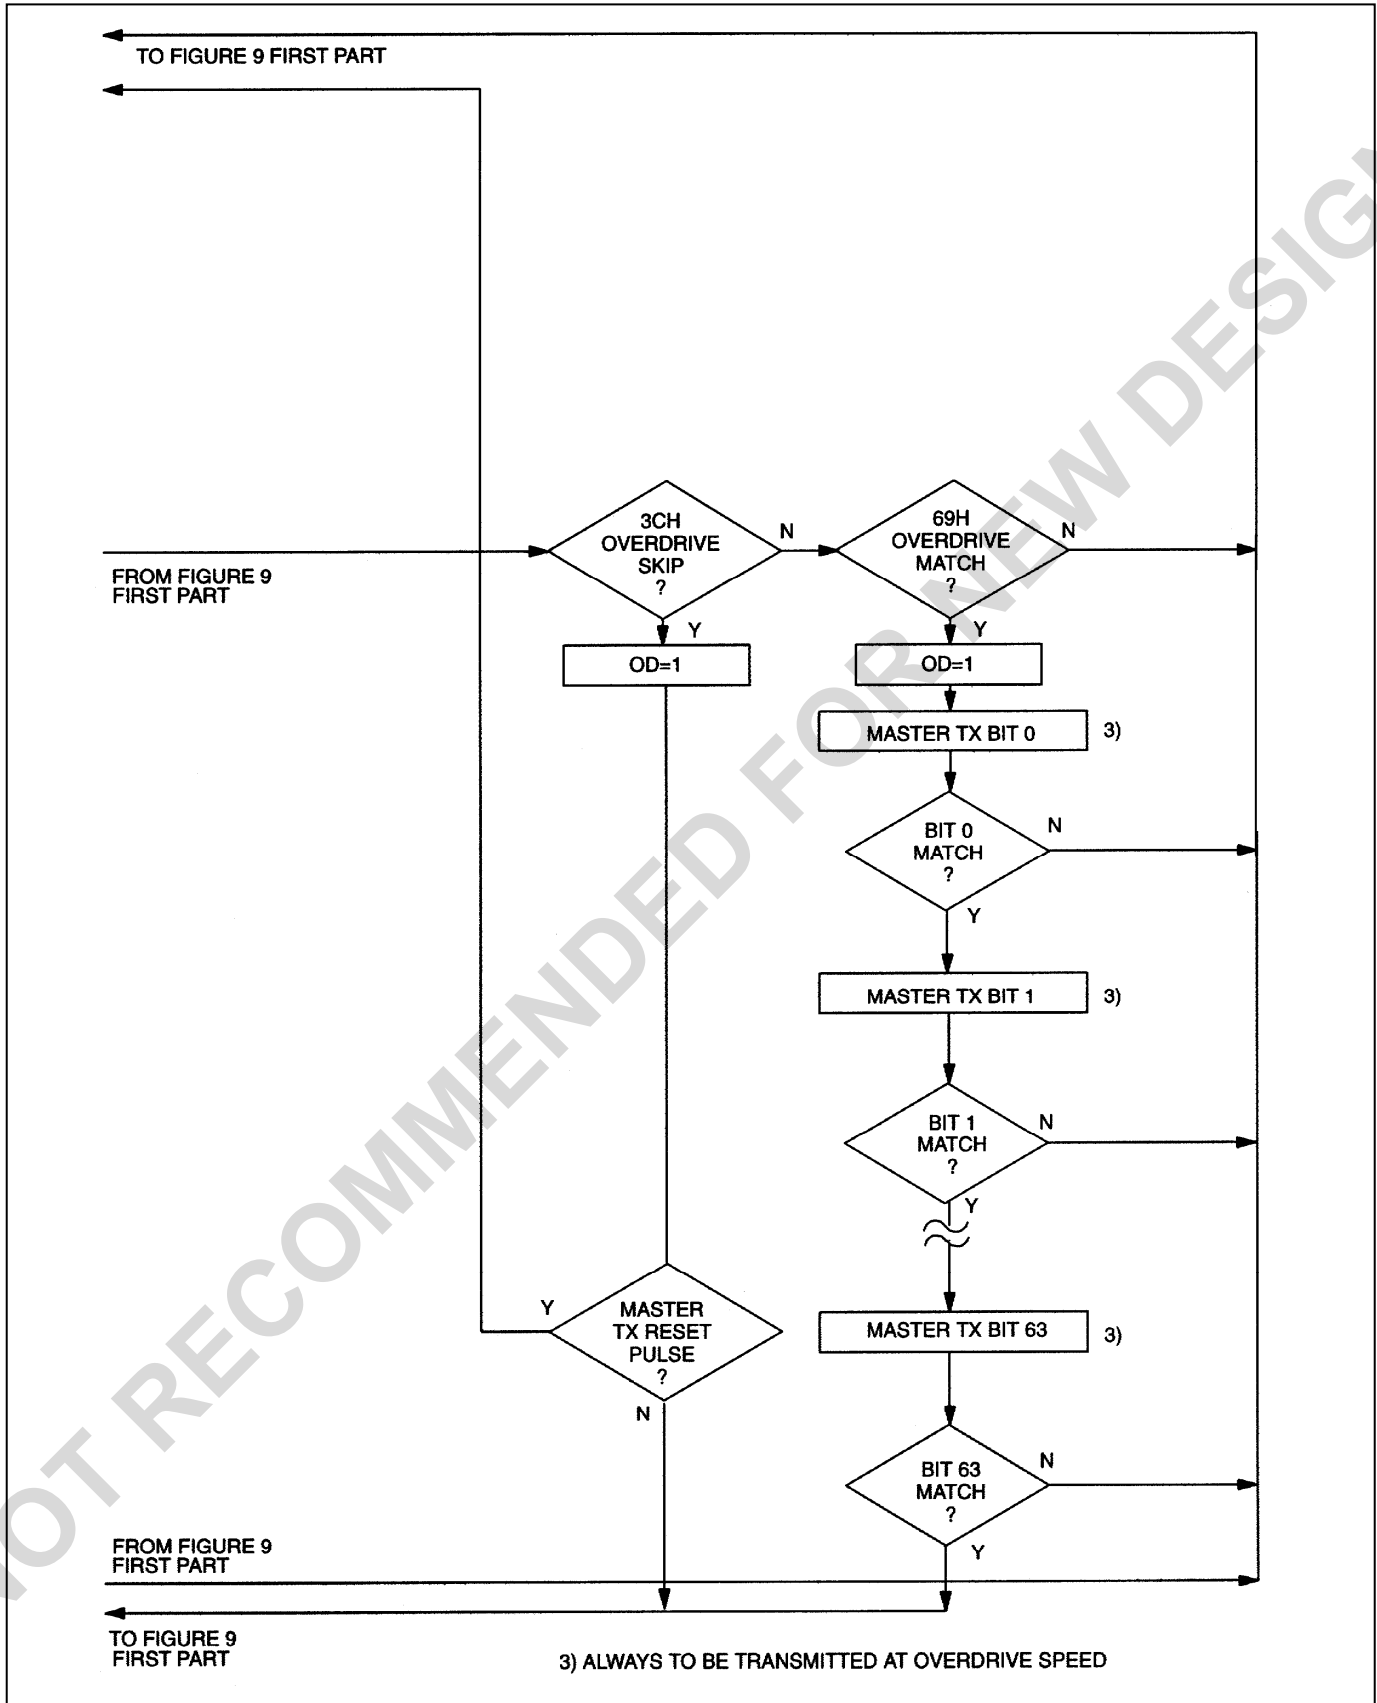 TO FIGURE 9 FIRST PART
3CH
OVERDRIVE
SKIP
?
N
69H
OVERDRIVE
MATCH
?
N
FROM FIGURE 9
FIRST PART
Y
Y
OD=1
OD=1
MASTER TX BIT 0
3)
BIT 0
MATCH
?
N
Y
MASTER TX BIT 1
3)
BIT 1
MATCH
?
N
Y
Y
MASTER
TX RESET
PULSE
?
N
MASTER TX BIT 63
3)
BIT 63
MATCH
?
N
Y
FROM FIGURE 9
FIRST PART
TO FIGURE 9
FIRST PART
3) ALWAYS TO BE TRANSMITTED AT OVERDRIVE SPEED
NOT RECOMMENDED FOR NEW DESIGN